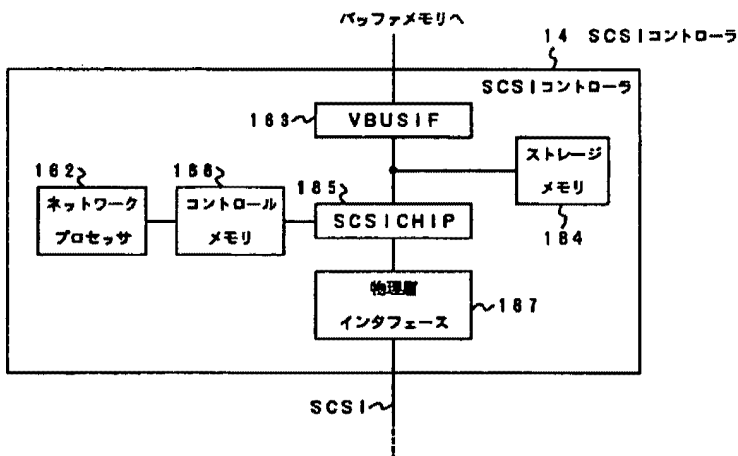 バッファメモリへ
14 SCSIコントローラ
SCSIコントローラ
163
VBUSIF
ストレージ
メモリ
184
162
ネットワーク
プロセッサ
186
コントロール
メモリ
185
SCSICHIP
物理層
インタフェース
187
SCSI